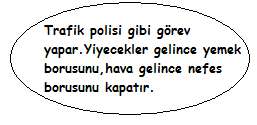 Trafik polisi gibi görev
yapar.Yiyecekler gelince yemek
borusunu,hava gelince nefes
borusunu kapatır.